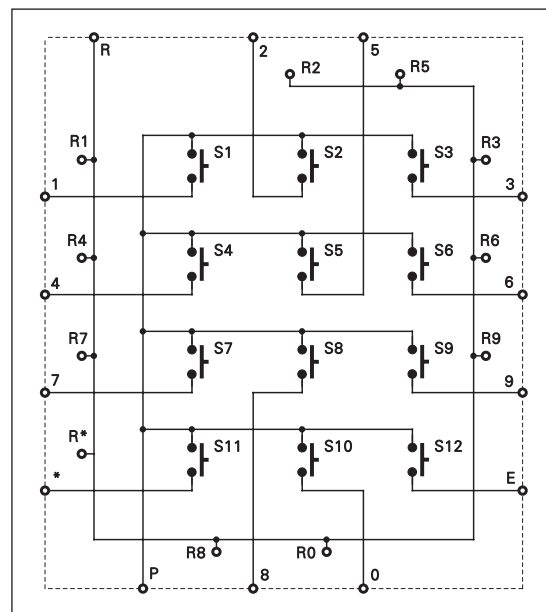 R 2 5
R2 R5
R1 S1 S2 S3 R3
1 3
R4 S4 S5 S6 R6
4 6
R7 S7 S8 S9 R9
7 9
R* S11 S10 S12
* E
R8 R0
P 8 0